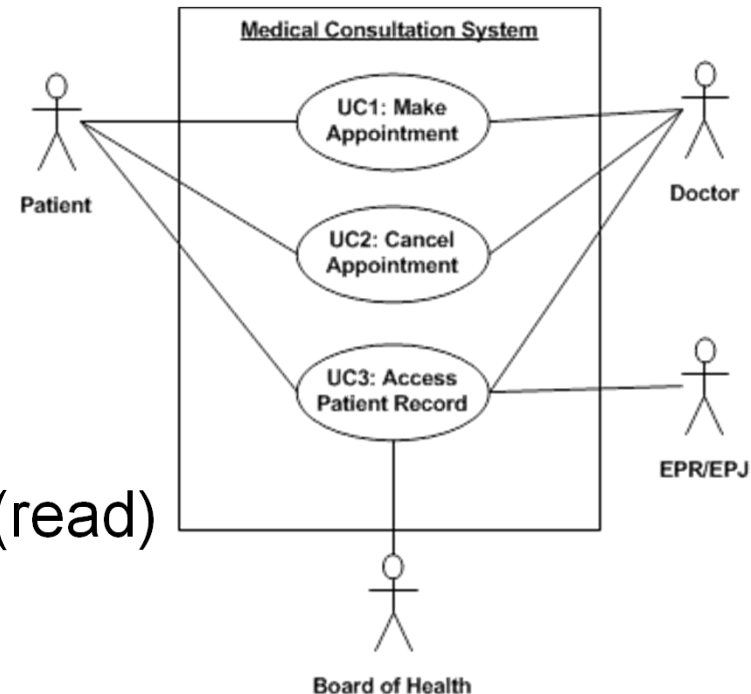 Medical Consultation System
UC1: Make
Appointment
Patient
Doctor
UC2: Cancel
Appointment
UC3: Access
Patient Record
EPR/EPJ
(read)
Board of Health